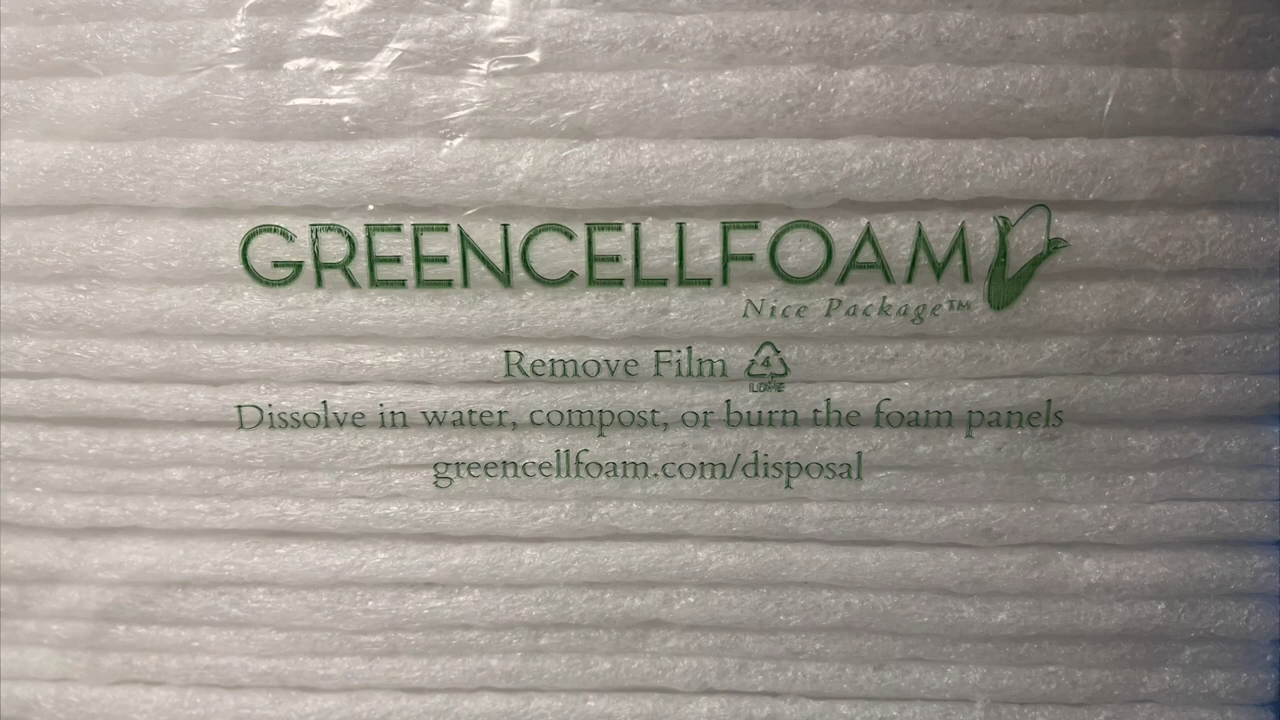 GREENCELLFOAM
Nice Package™
Remove Film 4
LDPE
Dissolve in water, compost, or burn the foam panels
greencellfoam.com/disposal